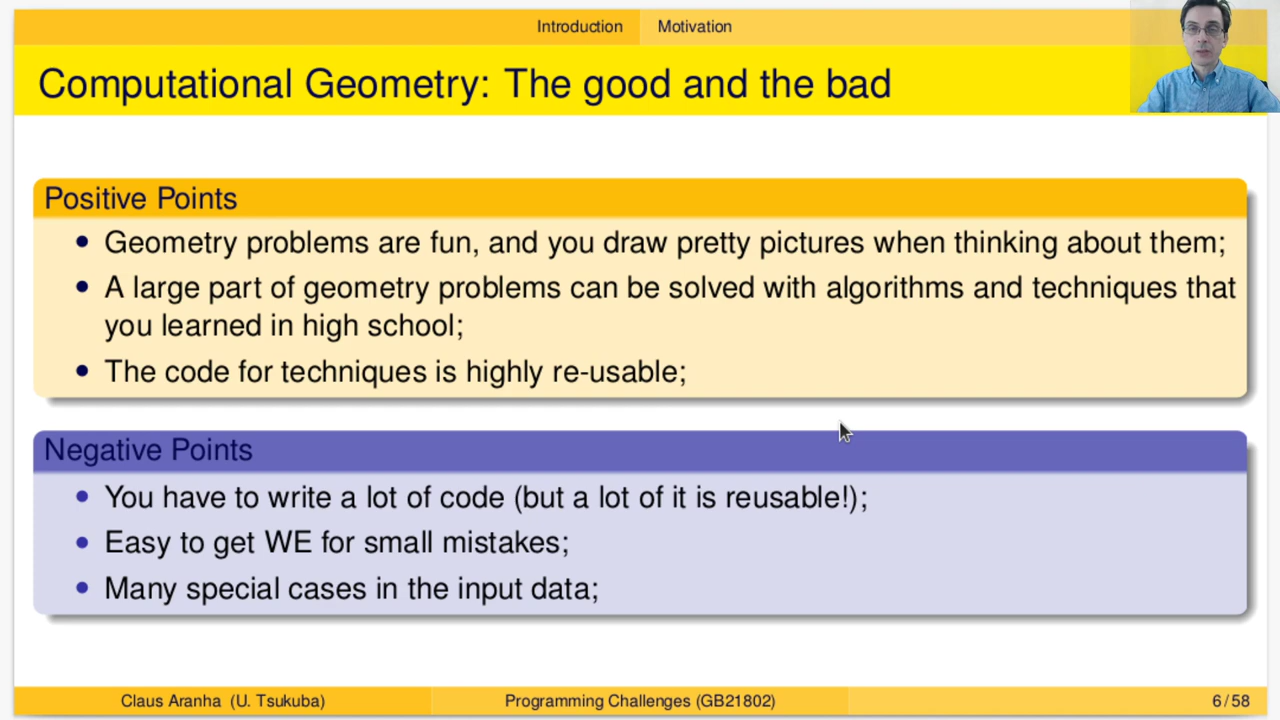 Introduction Motivation
Computational Geometry: The good and the bad
Positive Points
Geometry problems are fun, and you draw pretty pictures when thinking about them;
A large part of geometry problems can be solved with algorithms and techniques that
you learned in high school;
The code for techniques is highly re-usable;
Negative Points
You have to write a lot of code (but a lot of it is reusable!);
Easy to get WE for small mistakes;
Many special cases in the input data;
Claus Aranha (U. Tsukuba) Programming Challenges (GB21802) 6 / 58